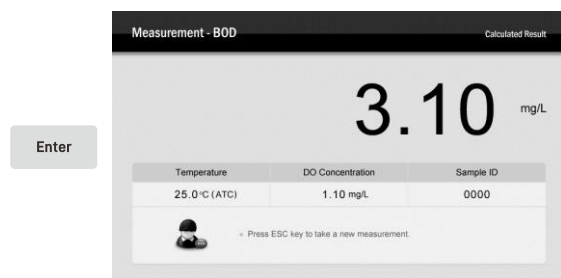 Measurement - BOD Calculated Result
3.10 mg/L
Enter
Temperature DO Concentration Sample ID
25.0 °C (ATC) 1.10 mg/L 0000
Press ESC key to take a new measurement.